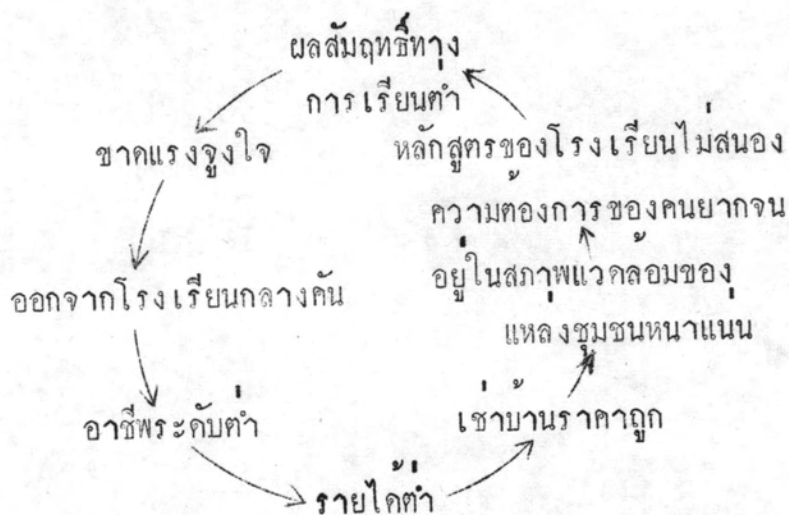 ผลสัมฤทธิ์ทาง
การเรียนต่ำ
ขาดแรงจูงใจ
หลักสูตรของโรงเรียนไม่สนอง
ความต้องการของคนยากจน
ออกจากโรงเรียนกลางคัน
อยู่ในสภาพแวดล้อมของ
แหล่งชุมชนหนาแน่น
อาชีพระดับต่ำ
เช่าบ้านราคาถูก
รายได้ต่ำ